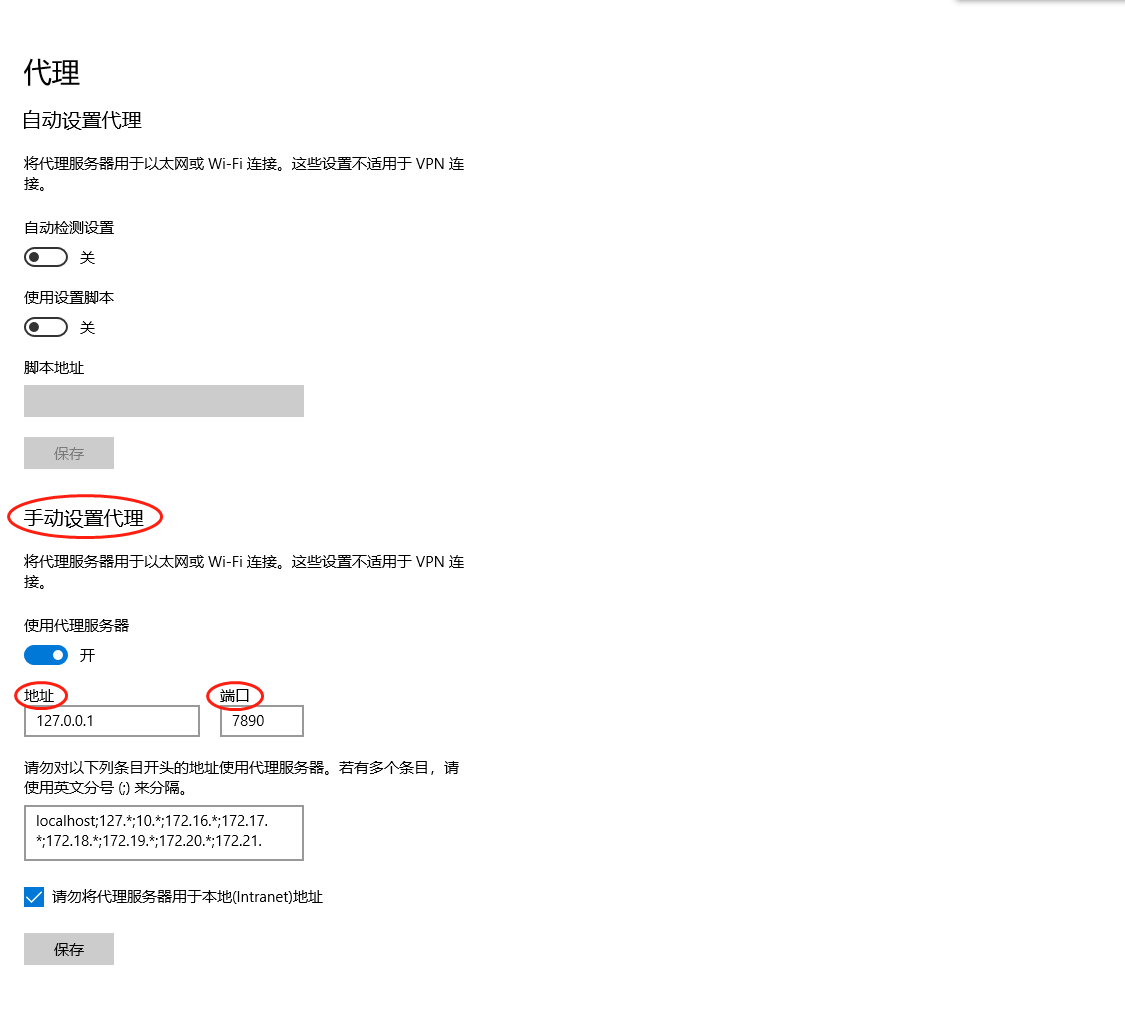 代理
自动设置代理
将代理服务器用于以太网或 Wi-Fi 连接。这些设置不适用于 VPN 连
接。
自动检测设置
关
使用设置脚本
关
脚本地址
保存
手动设置代理
将代理服务器用于以太网或 Wi-Fi 连接。这些设置不适用于 VPN 连
接。
使用代理服务器
开
地址 端口
127.0.0.1 7890
请勿对以下列条目开头的地址使用代理服务器。若有多个条目，请
使用英文分号 (;) 来分隔。
localhost;127.*;10.*;172.16.*;172.17.
*;172.18.*;172.19.*;172.20.*;172.21.
请勿将代理服务器用于本地(Intranet)地址
保存